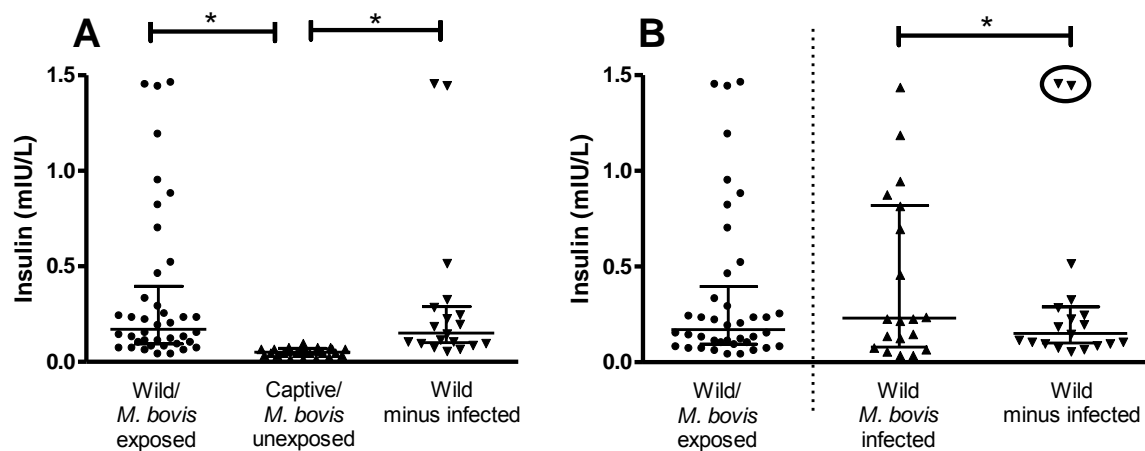 A
*
*
Insulin (mIU/L)
1.5
1.0
0.5
0.0
Wild/
M. bovis
exposed
Captive/
M. bovis
unexposed
Wild
minus infected
B
*
Insulin (mIU/L)
1.5
1.0
0.5
0.0
Wild/
M. bovis
exposed
Wild
M. bovis
infected
Wild
minus infected